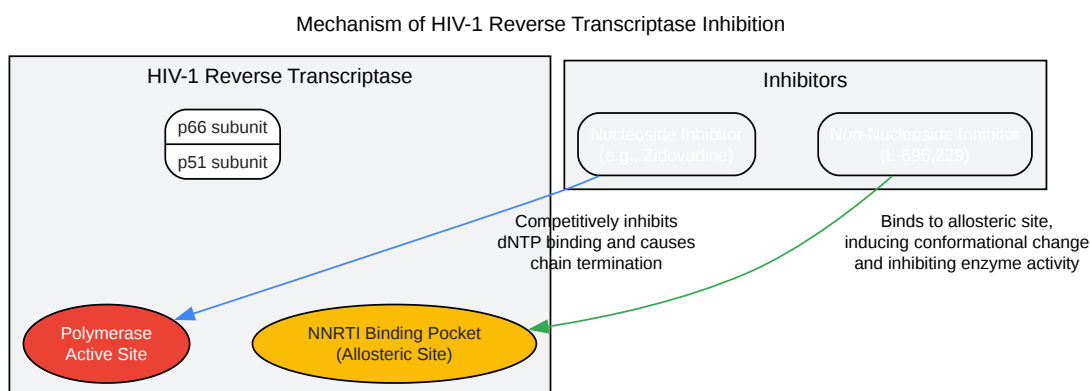 Mechanism of HIV-1 Reverse Transcriptase Inhibition
HIV-1 Reverse Transcriptase
p66 subunit
p51 subunit
Inhibitors
Nucleoside Inhibitor
(e.g., Zidovudine)
Non-Nucleoside Inhibitor
(L-696,229)
Competitively inhibits
dNTP binding and causes
chain termination
Binds to allosteric site,
inducing conformational change
and inhibiting enzyme activity
Polymerase
Active Site
NNRTI Binding Pocket
(Allosteric Site)